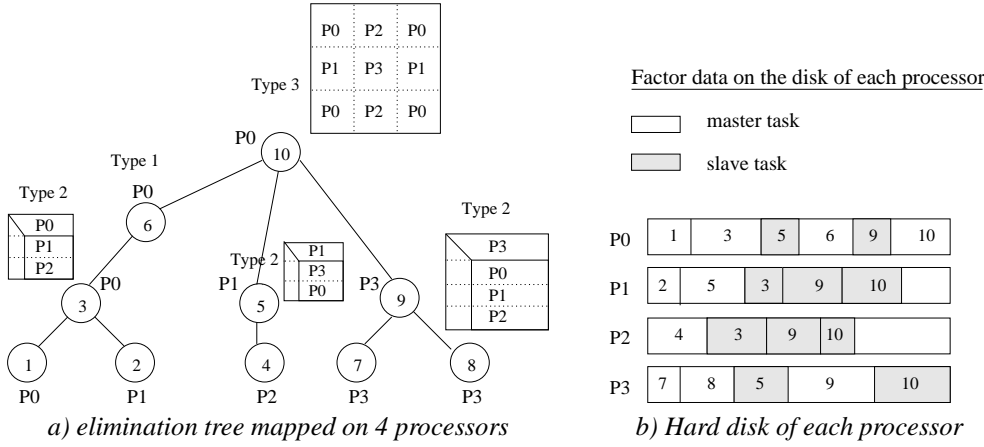 P0 P2 P0
Type 3
P1 P3 P1
P0 P2 P0
P0
10
Type 1
P0
6
Type 2
P0
P1
P2
P0
3
Type 2
P1
P3
P0
P1
5
Type 2
P3
P0
P1
P2
P3
9
1 2 4 7 8
P0 P1 P2 P3 P3
a) elimination tree mapped on 4 processors
Factor data on the disk of each processor
master task
slave task
P0 1 3 5 6 9 10
P1 2 5 3 9 10
P2 4 3 9 10
P3 7 8 5 9 10
b) Hard disk of each processor